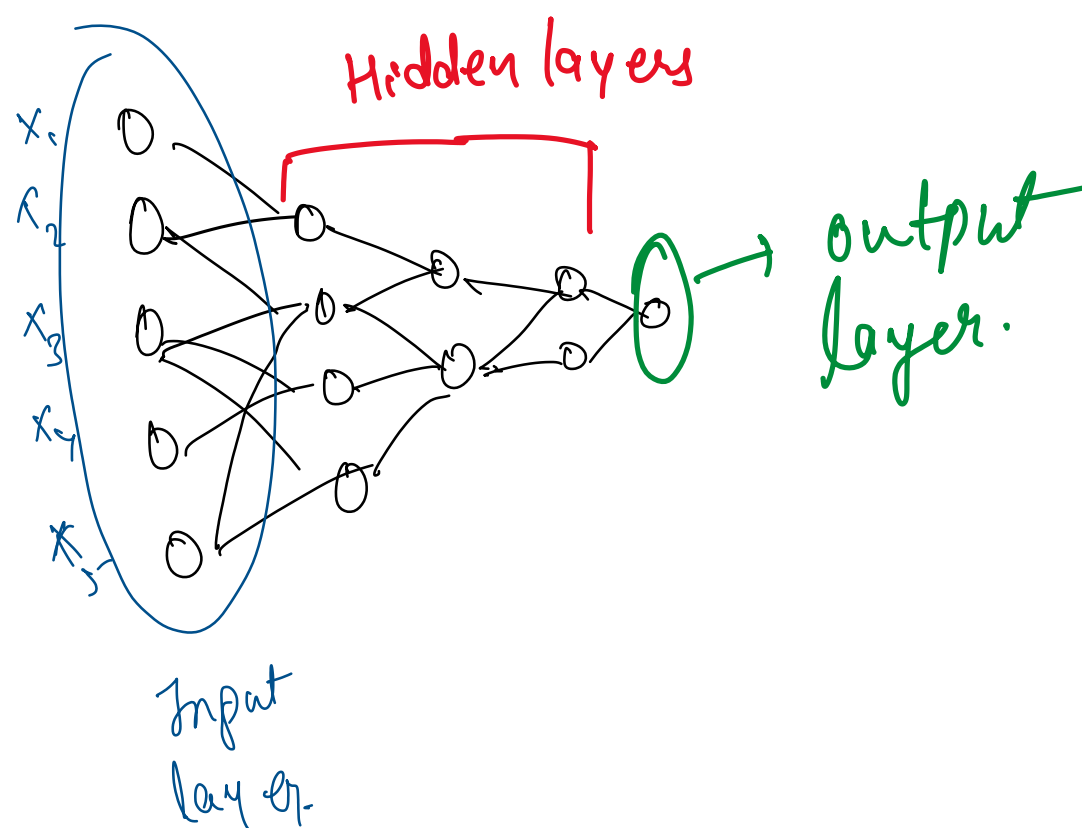 Hidden layers
X1
X2
X3
X4
X5
output
layer.
Input
layer.